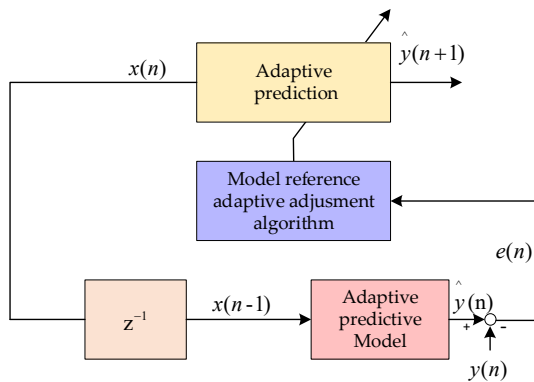 x(n)
Adaptive
prediction
ŷ(n+1)
Model reference
adaptive adjusment
algorithm
e(n)
z⁻¹
x(n-1)
Adaptive
predictive
Model
ŷ(n)
+
-
y(n)